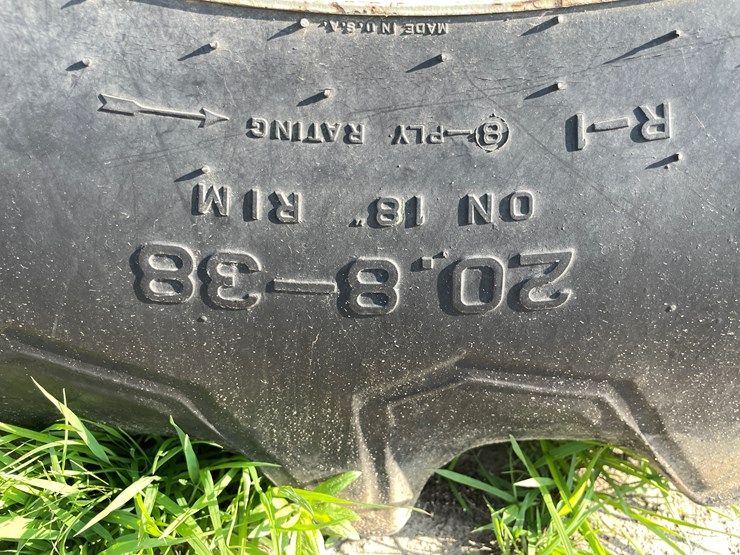 20.8-38
ON 18" RIM
R-1
8-PLY RATING
MADE IN U.S.A.